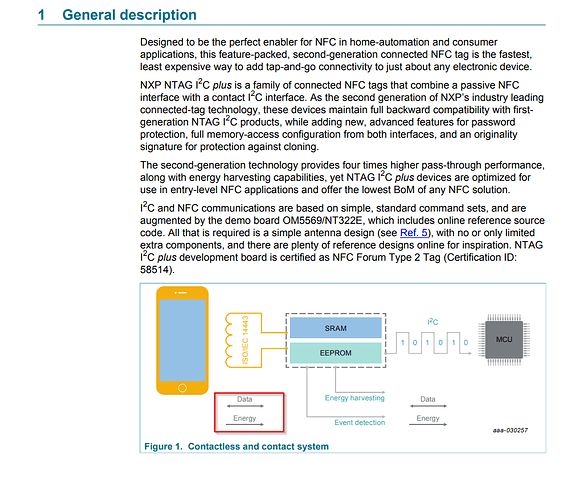 1 General description
Designed to be the perfect enabler for NFC in home-automation and consumer
applications, this feature-packed, second-generation connected NFC tag is the fastest,
least expensive way to add tap-and-go connectivity to just about any electronic device.
NXP NTAG I²C plus is a family of connected NFC tags that combine a passive NFC
interface with a contact I²C interface. As the second generation of NXP's industry leading
connected-tag technology, these devices maintain full backward compatibility with first-
generation NTAG I²C products, while adding new, advanced features for password
protection, full memory-access configuration from both interfaces, and an originality
signature for protection against cloning.
The second-generation technology provides four times higher pass-through performance,
along with energy harvesting capabilities, yet NTAG I²C plus devices are optimized for
use in entry-level NFC applications and offer the lowest BoM of any NFC solution.
I²C and NFC communications are based on simple, standard command sets, and are
augmented by the demo board OM5569/NT322E, which includes online reference source
code. All that is required is a simple antenna design (see Ref. 5), with no or only limited
extra components, and there are plenty of reference designs online for inspiration. NTAG
I²C plus development board is certified as NFC Forum Type 2 Tag (Certification ID:
58514).
ISO/IEC 14443
SRAM
EEPROM
I²C
1 0 1 0 1 0
MCU
Data
Energy
Energy harvesting
Event detection
Data
Energy
aaa-030257
Figure 1. Contactless and contact system